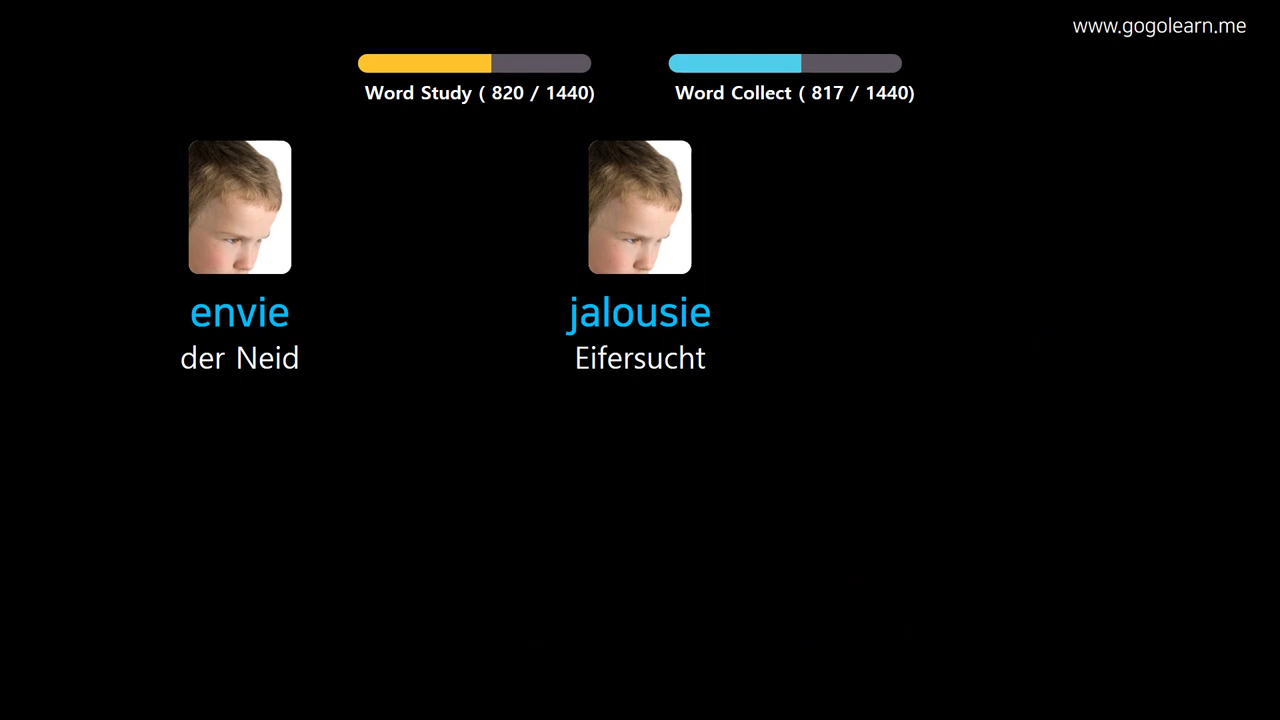 www.gogolearn.me
Word Study ( 820 / 1440)
Word Collect ( 817 / 1440)
envie
der Neid
jalousie
Eifersucht